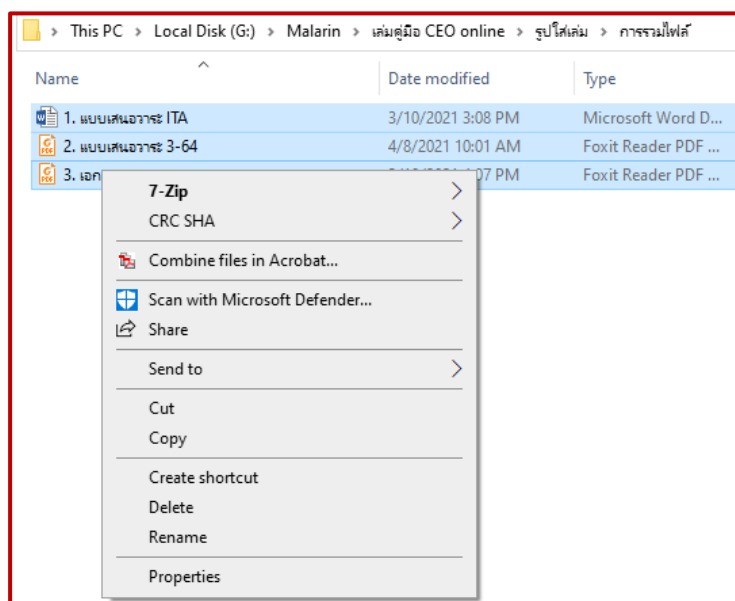 This PC > Local Disk (G:) > Malarin > เล่มคู่มือ CEO online > รูปใส่เล่ม > การรวมไฟล์
Name Date modified Type
1. แบบเสนอวาระ ITA 3/10/2021 3:08 PM Microsoft Word D...
2. แบบเสนอวาระ 3-64 4/8/2021 10:01 AM Foxit Reader PDF ...
3. เอก 07 PM Foxit Reader PDF ...
7-Zip
CRC SHA
Combine files in Acrobat...
Scan with Microsoft Defender...
Share
Send to
Cut
Copy
Create shortcut
Delete
Rename
Properties